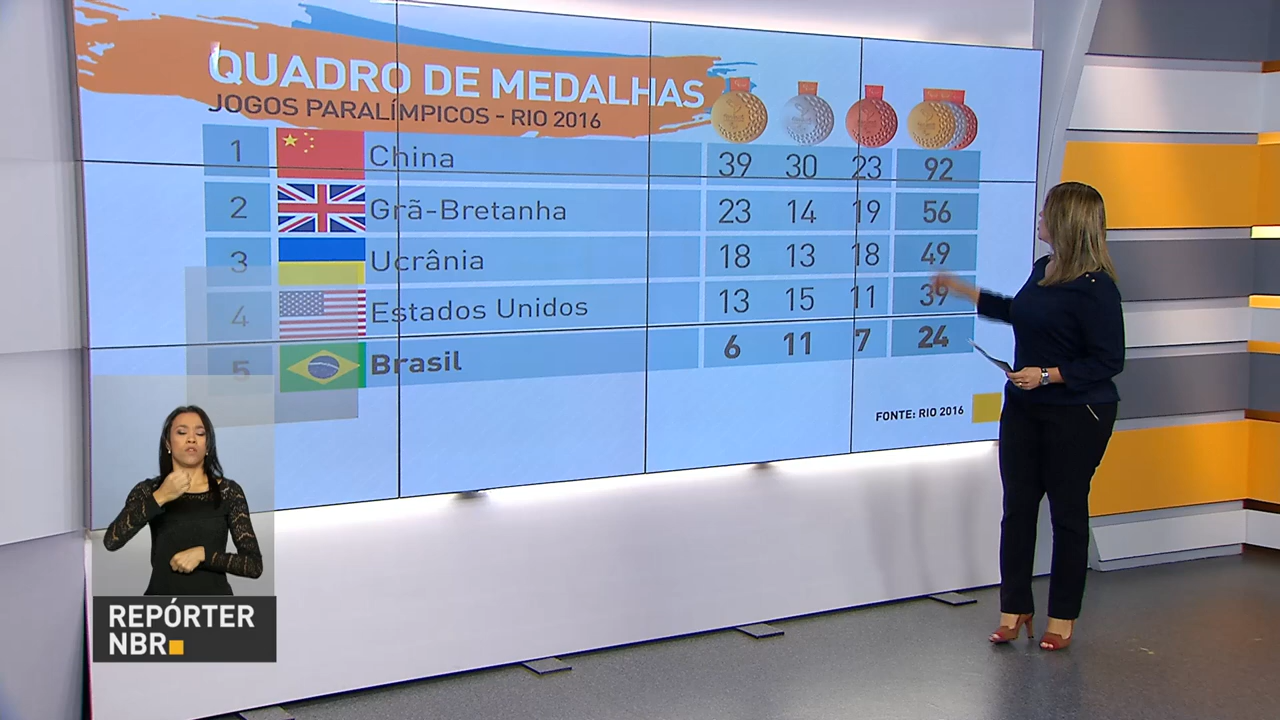 QUADRO DE MEDALHAS
JOGOS PARALÍMPICOS - RIO 2016
1 China 39 30 23 92
2 Grã-Bretanha 23 14 19 56
3 Ucrânia 18 13 18 49
4 Estados Unidos 13 15 11 39
5 Brasil 6 11 7 24
FONTE: RIO 2016
REPÓRTER
NBR